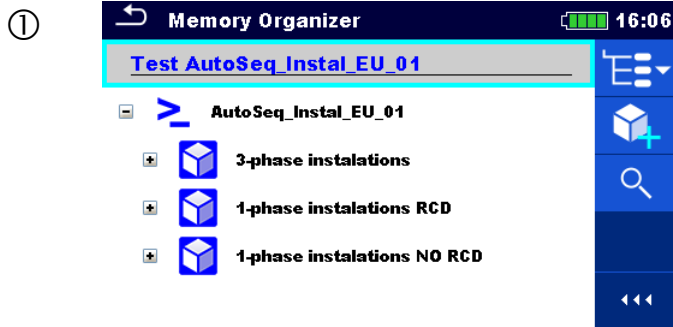 ①
Memory Organizer 16:06
Test AutoSeq_Instal_EU_01
AutoSeq_Instal_EU_01
3-phase instalations
1-phase instalations RCD
1-phase instalations NO RCD